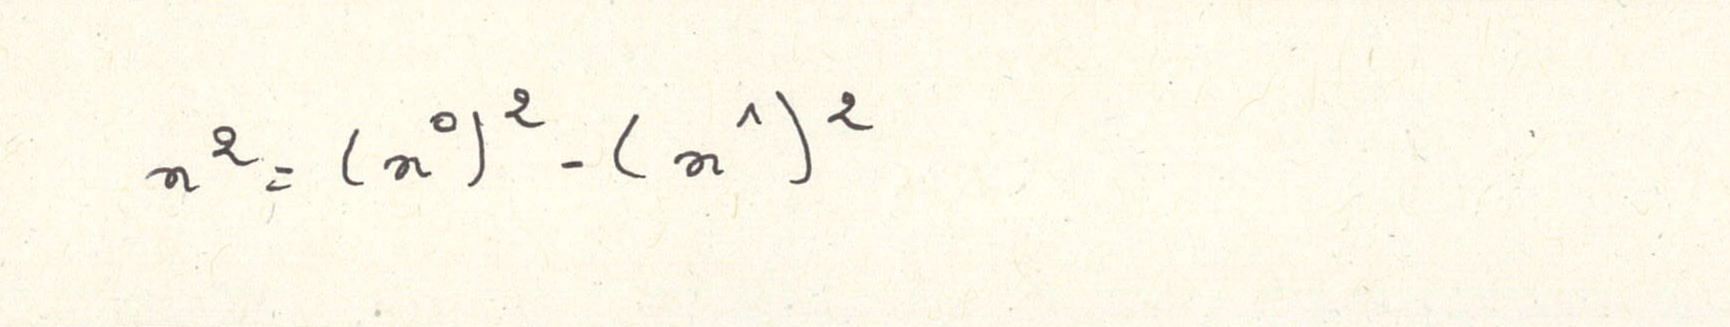 x² = (x⁰)² - (x¹)²